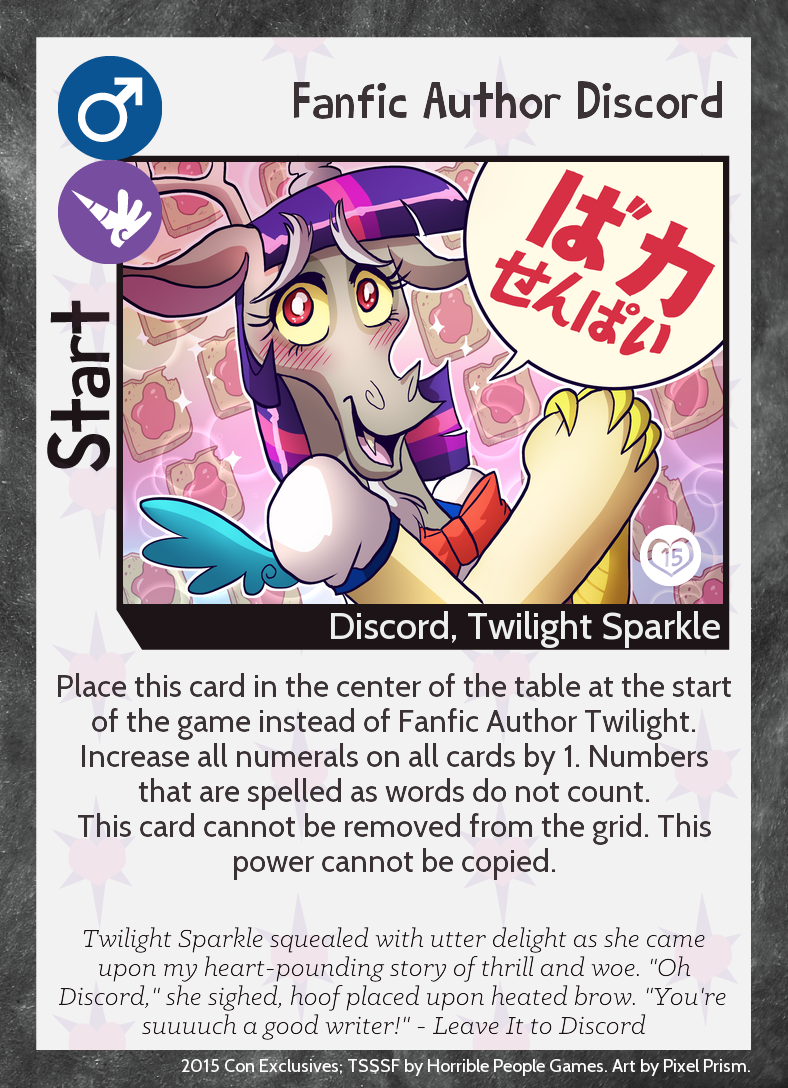 Fanfic Author Discord
ばカ
せんぱい
Start
15
Discord, Twilight Sparkle
Place this card in the center of the table at the start
of the game instead of Fanfic Author Twilight.
Increase all numerals on all cards by 1. Numbers
that are spelled as words do not count.
This card cannot be removed from the grid. This
power cannot be copied.
Twilight Sparkle squealed with utter delight as she came
upon my heart-pounding story of thrill and woe. "Oh
Discord," she sighed, hoof placed upon heated brow. "You're
suuuuch a good writer!" - Leave It to Discord
2015 Con Exclusives; TSSSF by Horrible People Games. Art by Pixel Prism.